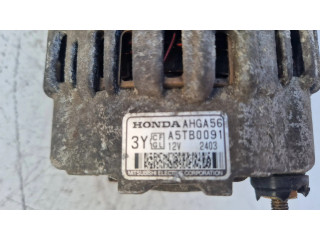 HONDA AHGA56
3Y A5TB0091
12V 2403
MITSUBISHI ELECTRIC CORPORATION